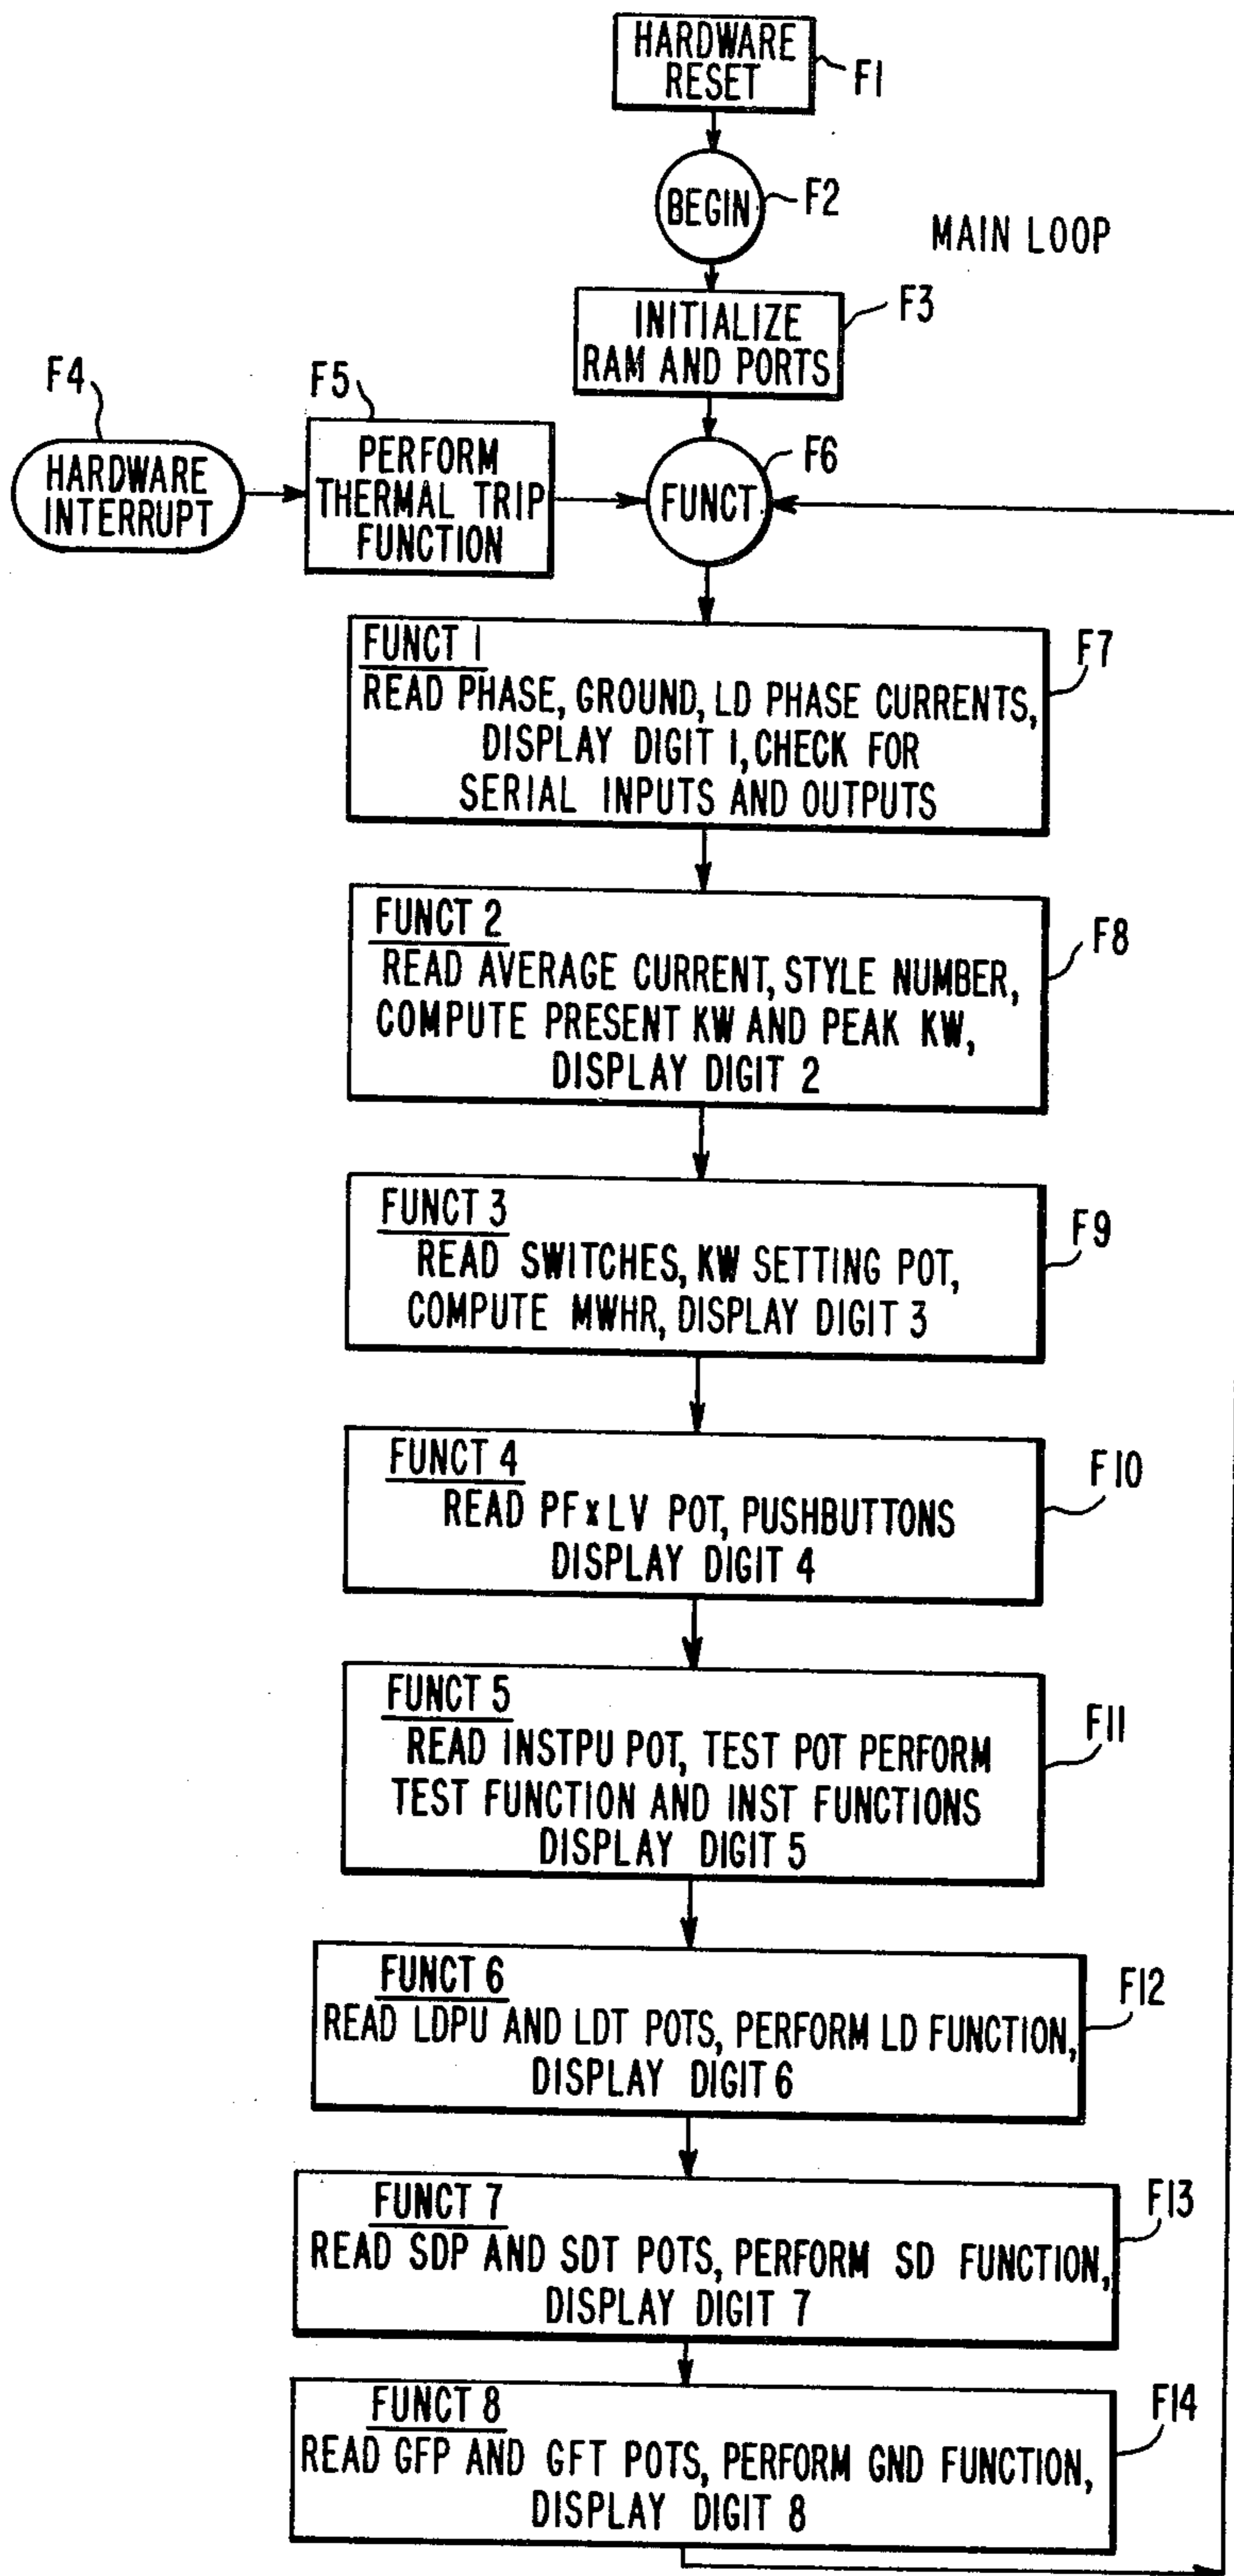 HARDWARE
RESET
F1
BEGIN
F2
MAIN LOOP
INITIALIZE
RAM AND PORTS
F3
F4
HARDWARE
INTERRUPT
F5
PERFORM
THERMAL TRIP
FUNCTION
FUNCT
F6
FUNCT 1
READ PHASE, GROUND, LD PHASE CURRENTS,
DISPLAY DIGIT 1, CHECK FOR
SERIAL INPUTS AND OUTPUTS
F7
FUNCT 2
READ AVERAGE CURRENT, STYLE NUMBER,
COMPUTE PRESENT KW AND PEAK KW,
DISPLAY DIGIT 2
F8
FUNCT 3
READ SWITCHES, KW SETTING POT,
COMPUTE MWHR, DISPLAY DIGIT 3
F9
FUNCT 4
READ PF x LV POT, PUSHBUTTONS
DISPLAY DIGIT 4
F10
FUNCT 5
READ INSTPU POT, TEST POT PERFORM
TEST FUNCTION AND INST FUNCTIONS
DISPLAY DIGIT 5
F11
FUNCT 6
READ LDPU AND LDT POTS, PERFORM LD FUNCTION,
DISPLAY DIGIT 6
F12
FUNCT 7
READ SDP AND SDT POTS, PERFORM SD FUNCTION,
DISPLAY DIGIT 7
F13
FUNCT 8
READ GFP AND GFT POTS, PERFORM GND FUNCTION,
DISPLAY DIGIT 8
F14